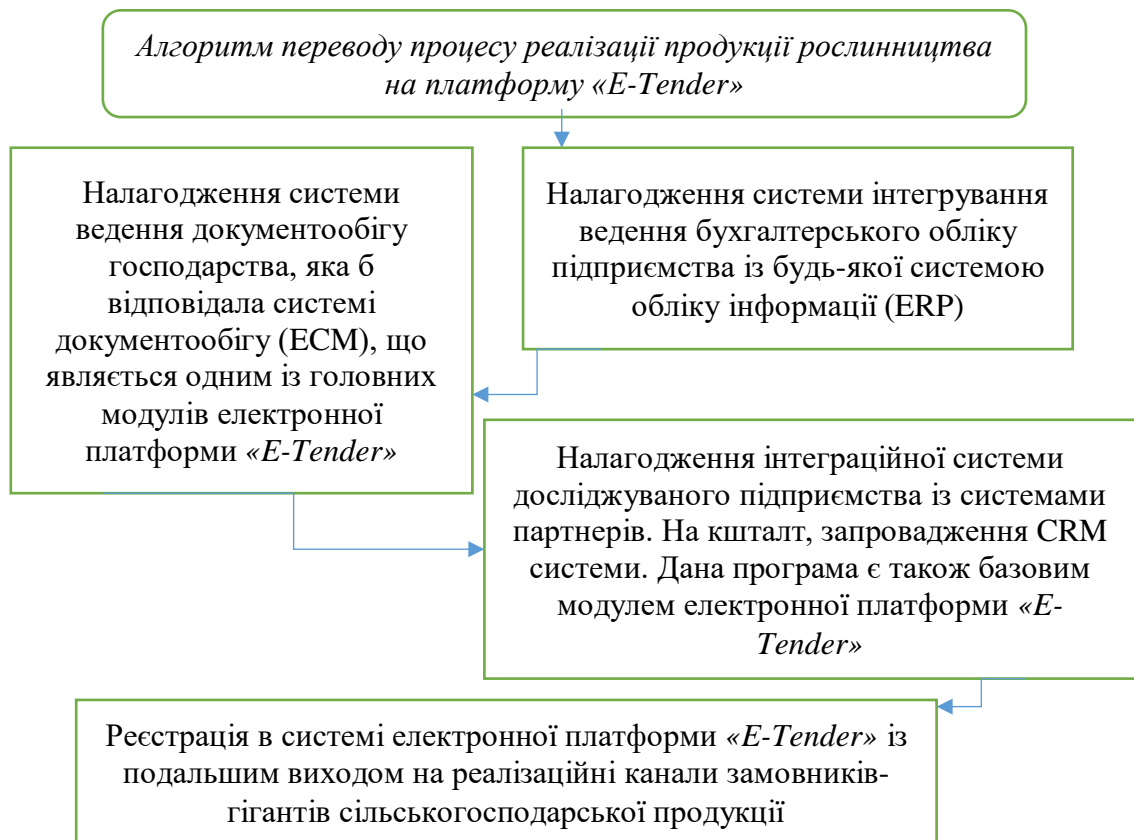 Алгоритм переводу процесу реалізації продукції рослинництва
на платформу «E-Tender»
Налагодження системи інтегрування
ведення бухгалтерського обліку
підприємства із будь-якої системою
обліку інформації (ERP)
Налагодження системи
ведення документообігу
господарства, яка б
відповідала системі
документообігу (ECM), що
являється одним із головних
модулів електронної
платформи «E-Tender»
Налагодження інтеграційної системи
досліджуваного підприємства із системами
партнерів. На кшталт, запровадження CRM
системи. Дана програма є також базовим
модулем електронної платформи «E-
Tender»
Реєстрація в системі електронної платформи «E-Tender» із
подальшим виходом на реалізаційні канали замовників-
гігантів сільськогосподарської продукції